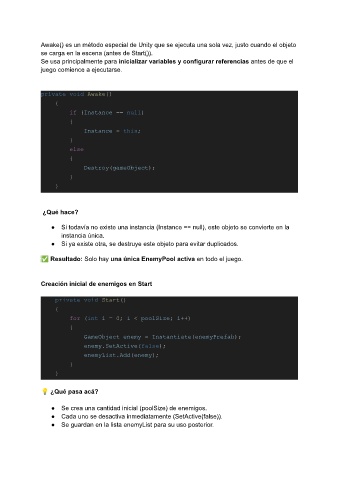 Awake() es un método especial de Unity que se ejecuta una sola vez, justo cuando el objeto
se carga en la escena (antes de Start()).
Se usa principalmente para inicializar variables y configurar referencias antes de que el
juego comience a ejecutarse.
private void Awake()
{
if (Instance == null)
{
Instance = this;
}
else
{
Destroy(gameObject);
}
}
¿Qué hace?
● Si todavía no existe una instancia (Instance == null), este objeto se convierte en la
instancia única.
● Si ya existe otra, se destruye este objeto para evitar duplicados.
✅ Resultado: Solo hay una única EnemyPool activa en todo el juego.
Creación inicial de enemigos en Start
private void Start()
{
for (int i = 0; i < poolSize; i++)
{
GameObject enemy = Instantiate(enemyPrefab);
enemy.SetActive(false);
enemyList.Add(enemy);
}
}
💡 ¿Qué pasa acá?
● Se crea una cantidad inicial (poolSize) de enemigos.
● Cada uno se desactiva inmediatamente (SetActive(false)).
● Se guardan en la lista enemyList para su uso posterior.